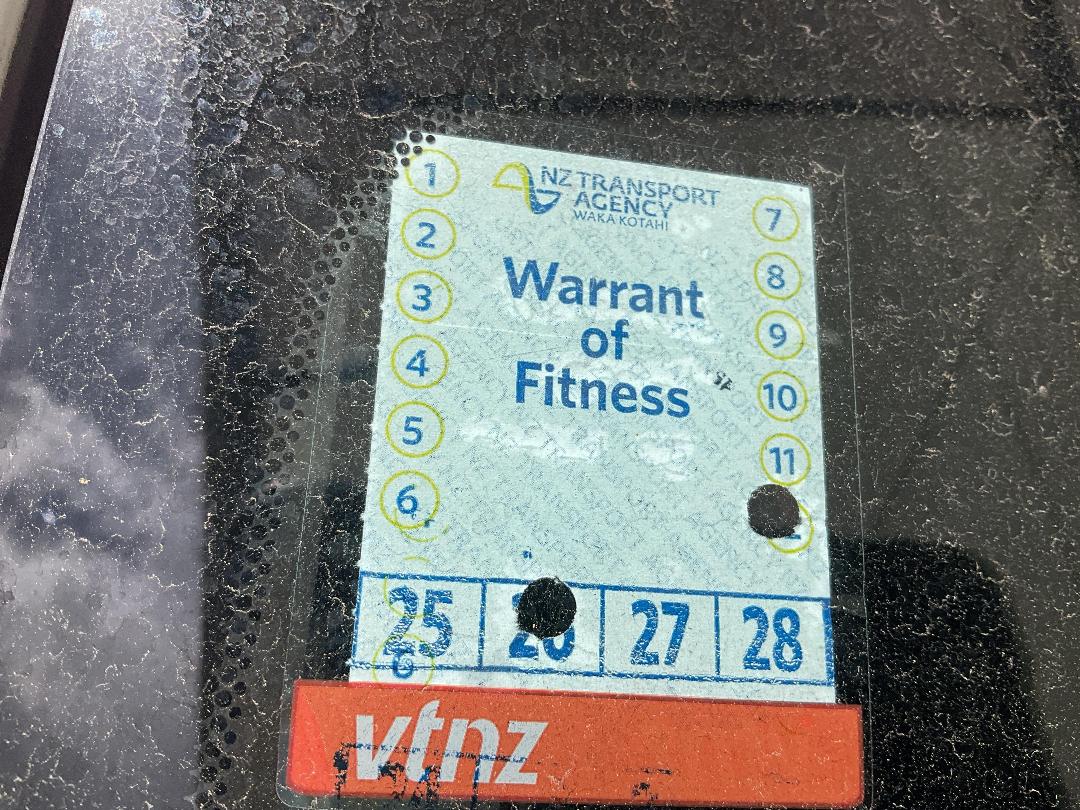 1
NZ TRANSPORT
AGENCY
WAKA KOTAHI
7
2
8
Warrant
of
Fitness
3
9
4
10
5
11
6
25
27
28
6
vtnz